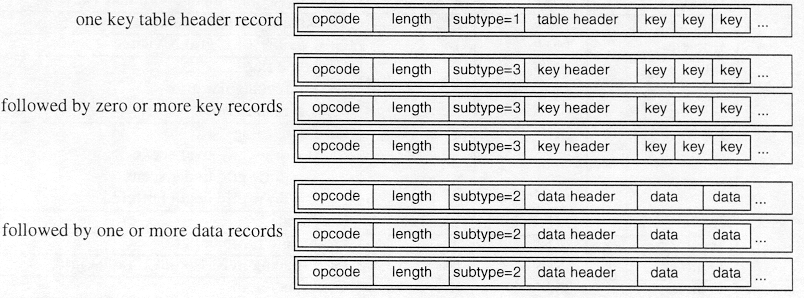 one key table header record opcode length subtype=1 table header key key key ...
opcode length subtype=3 key header key key key ...
followed by zero or more key records opcode length subtype=3 key header key key key ...
opcode length subtype=3 key header key key key ...
opcode length subtype=2 data header data data ...
followed by one or more data records opcode length subtype=2 data header data data ...
opcode length subtype=2 data header data data ...